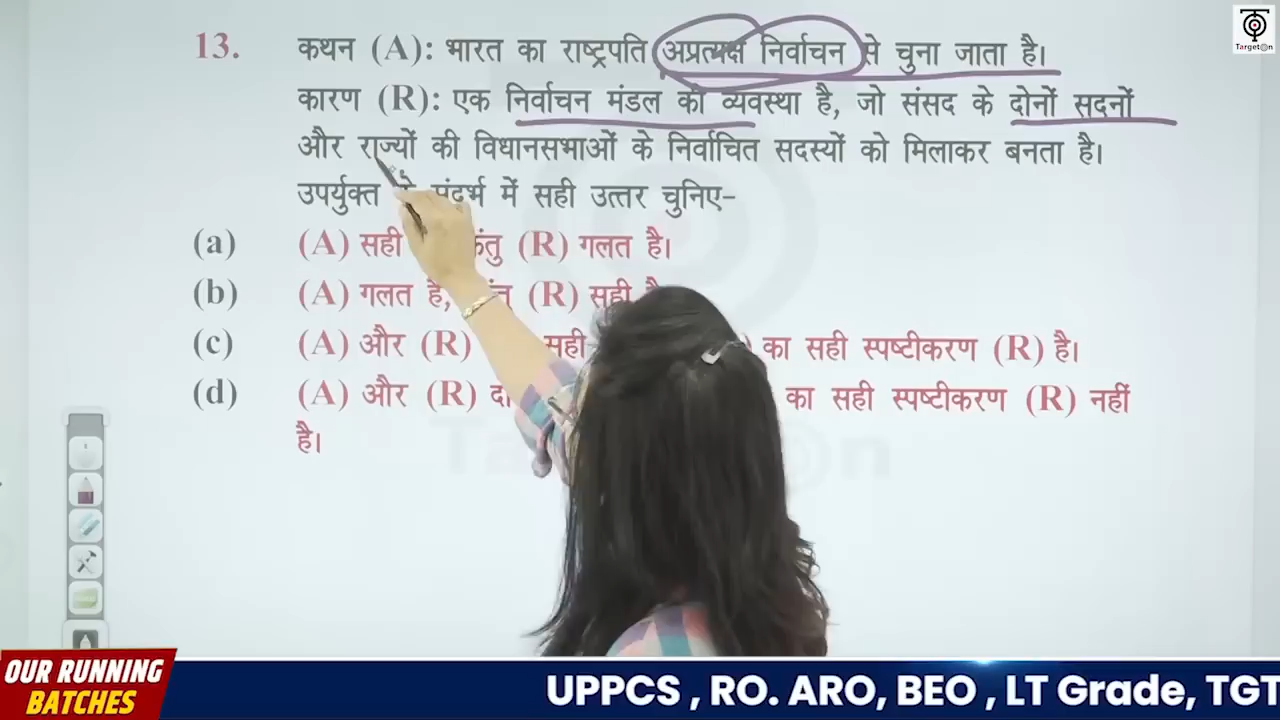 Target@n
13. कथन (A): भारत का राष्ट्रपति अप्रत्यक्ष निर्वाचन से चुना जाता है।
कारण (R): एक निर्वाचन मंडल की व्यवस्था है, जो संसद के दोनों सदनों
और राज्यों की विधानसभाओं के निर्वाचित सदस्यों को मिलाकर बनता है।
उपर्युक्त संदर्भ में सही उत्तर चुनिए-
(a) (A) सही (R) गलत है।
(b) (A) गलत है, (R) सही
(c) (A) और (R) सही का सही स्पष्टीकरण (R) है।
(d) (A) और (R) का सही स्पष्टीकरण (R) नहीं
है।
OUR RUNNING
BATCHES
UPPCS , RO. ARO, BEO , LT Grade, TGT